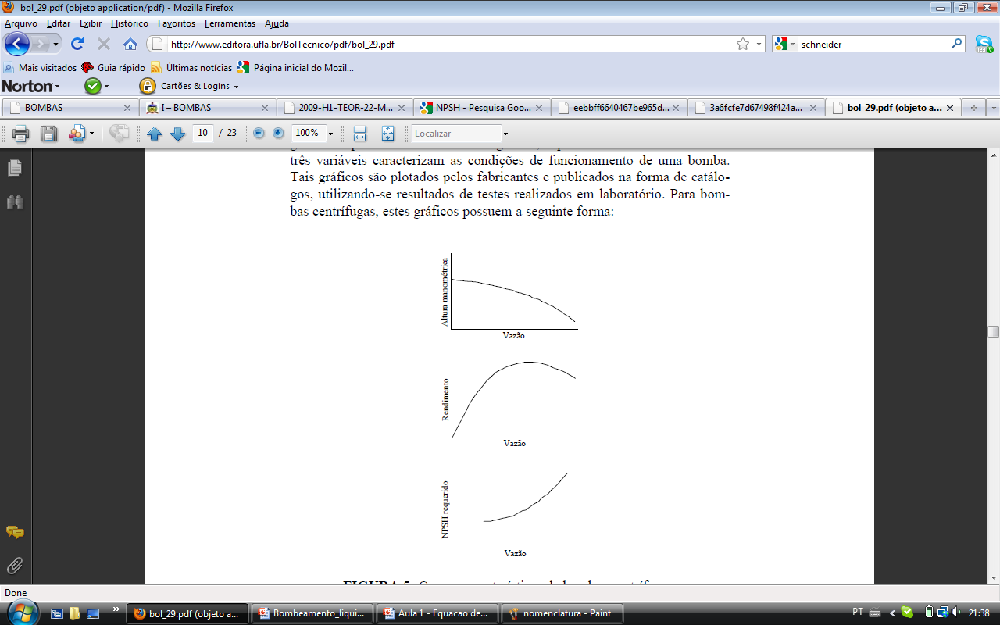 bol_29.pdf (objeto application/pdf) - Mozilla Firefox
Arquivo Editar Exibir Histórico Favoritos Ferramentas Ajuda
http://www.editora.ufla.br/BolTecnico/pdf/bol_29.pdf
schneider
Mais visitados Guia rápido Últimas notícias Página inicial do Mozil...
Norton Cartões & Logins
BOMBAS I – BOMBAS 2009-H1-TEOR-22-M... NPSH - Pesquisa Goo... eebbff6640467be965d... 3a6fcfe7d67498f424a... bol_29.pdf (objeto a...
10 / 23 100% Localizar
três variáveis caracterizam as condições de funcionamento de uma bomba.
Tais gráficos são plotados pelos fabricantes e publicados na forma de catálo-
gos, utilizando-se resultados de testes realizados em laboratório. Para bom-
bas centrífugas, estes gráficos possuem a seguinte forma:
Altura manométrica
Vazão
Rendimento
Vazão
NPSH requerido
Vazão
Done
bol_29.pdf (objeto a... Bombeamento_liqui... Aula 1 - Equacao de... nomenclatura - Paint PT 21:38